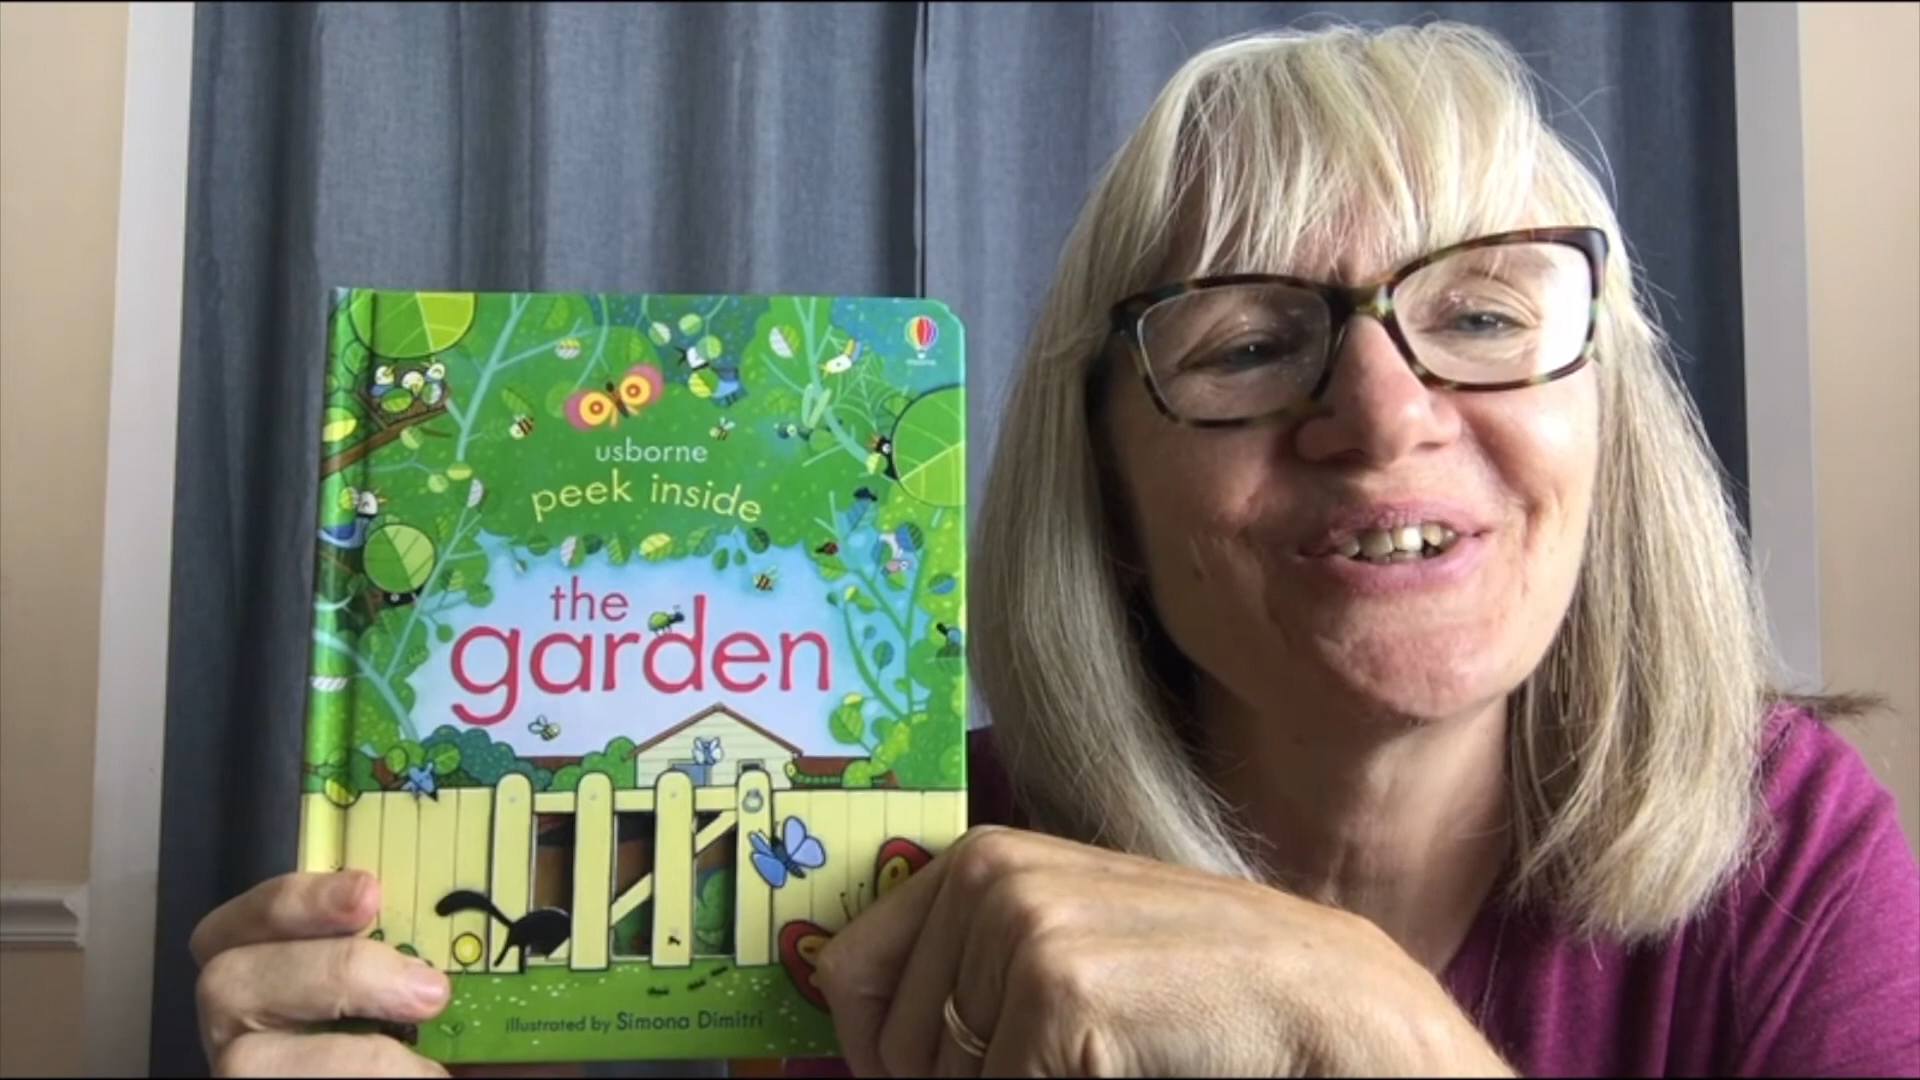 usborne
peek inside
the
garden
illustrated by Simona Dimitri